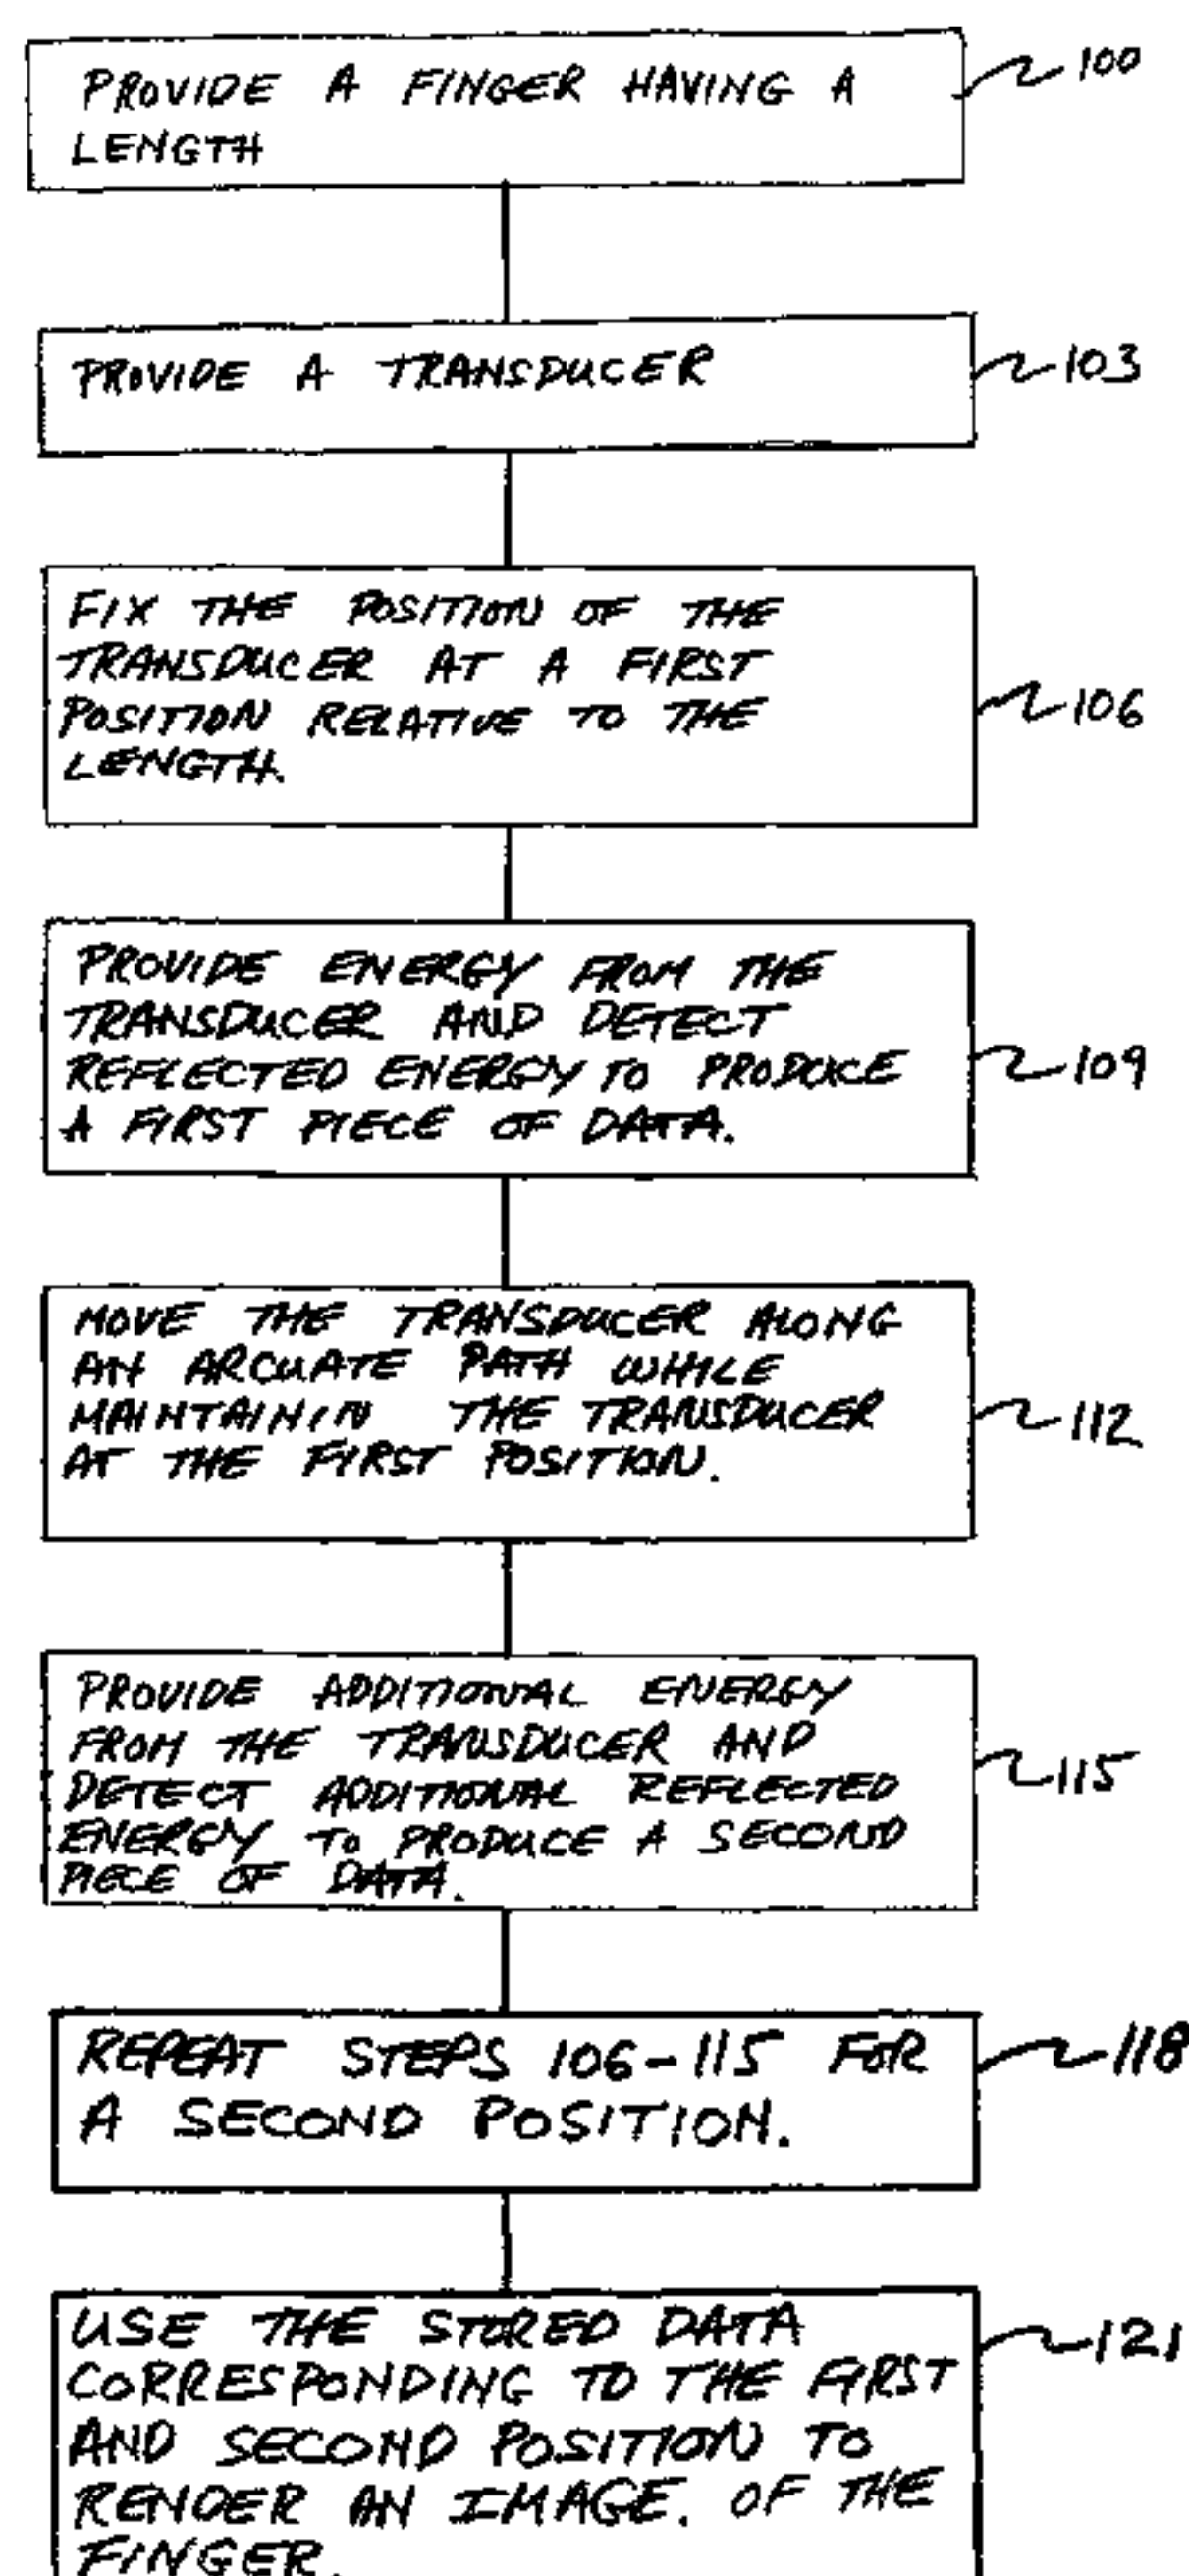 PROVIDE A FINGER HAVING A
LENGTH
100
PROVIDE A TRANSDUCER
103
FIX THE POSITION OF THE
TRANSDUCER AT A FIRST
POSITION RELATIVE TO THE
LENGTH.
106
PROVIDE ENERGY FROM THE
TRANSDUCER AND DETECT
REFLECTED ENERGY TO PRODUCE
A FIRST PIECE OF DATA.
109
MOVE THE TRANSDUCER ALONG
AN ARCUATE PATH WHILE
MAINTAININ THE TRANSDUCER
AT THE FIRST POSITION.
112
PROVIDE ADDITIONAL ENERGY
FROM THE TRANSDUCER AND
DETECT ADDITIONAL REFLECTED
ENERGY TO PRODUCE A SECOND
PIECE OF DATA.
115
REPEAT STEPS 106-115 FOR
A SECOND POSITION.
118
USE THE STORED DATA
CORRESPONDING TO THE FIRST
AND SECOND POSITION TO
RENDER AN IMAGE. OF THE
FINGER.
121